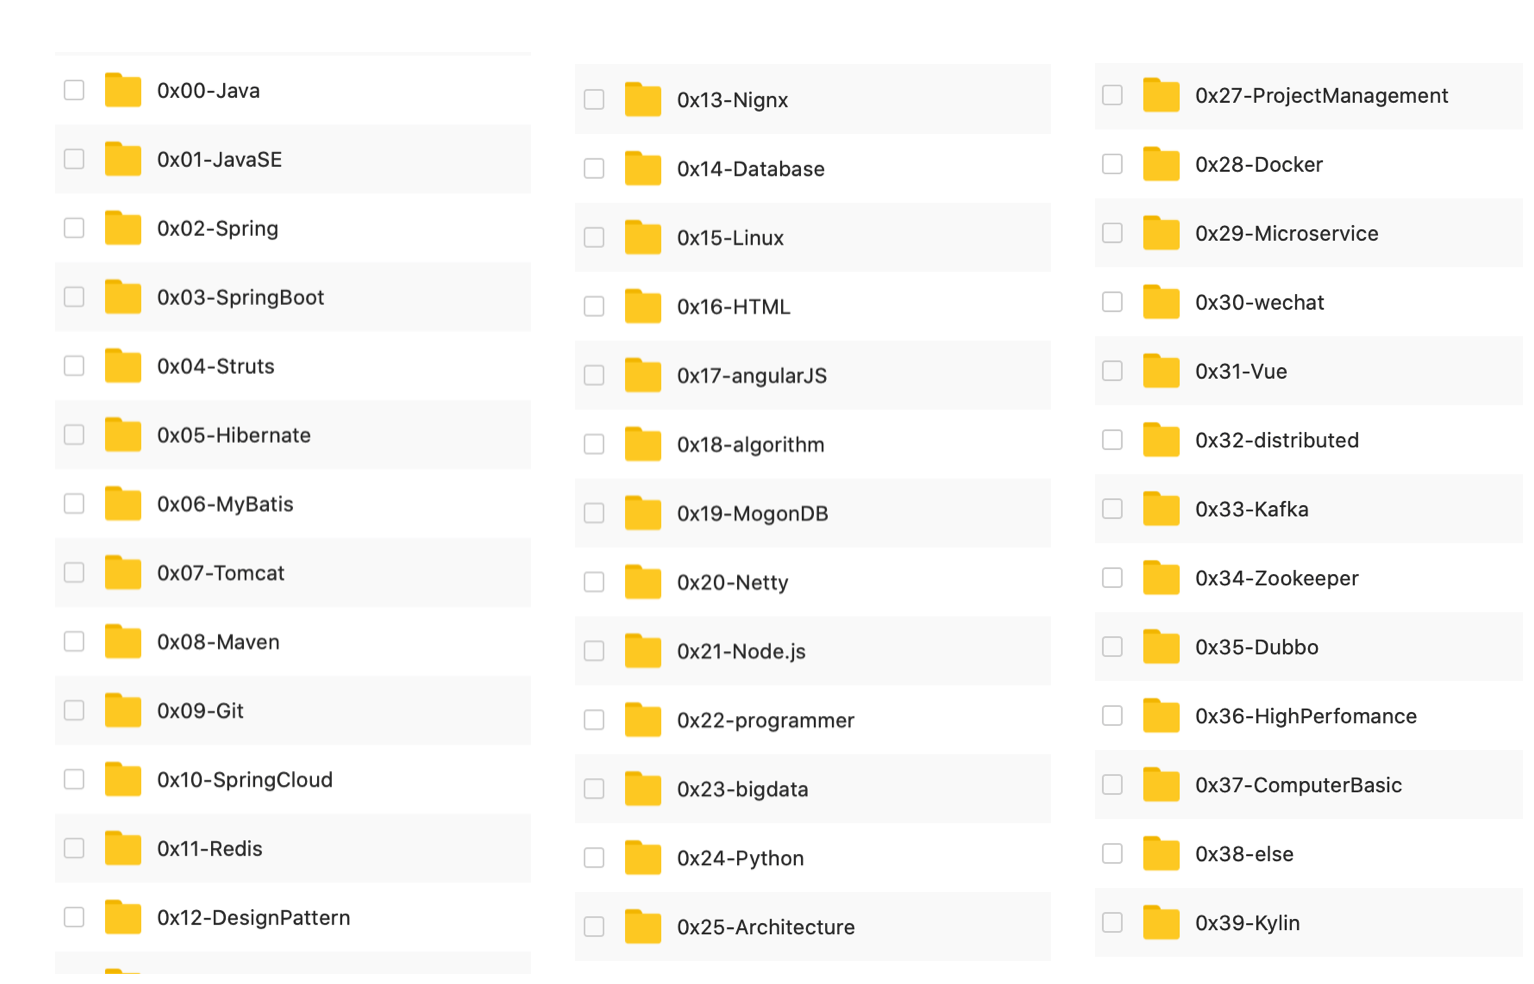 0x00-Java
0x01-JavaSE
0x02-Spring
0x03-SpringBoot
0x04-Struts
0x05-Hibernate
0x06-MyBatis
0x07-Tomcat
0x08-Maven
0x09-Git
0x10-SpringCloud
0x11-Redis
0x12-DesignPattern
0x13-Nignx
0x14-Database
0x15-Linux
0x16-HTML
0x17-angularJS
0x18-algorithm
0x19-MogonDB
0x20-Netty
0x21-Node.js
0x22-programmer
0x23-bigdata
0x24-Python
0x25-Architecture
0x27-ProjectManagement
0x28-Docker
0x29-Microservice
0x30-wechat
0x31-Vue
0x32-distributed
0x33-Kafka
0x34-Zookeeper
0x35-Dubbo
0x36-HighPerfomance
0x37-ComputerBasic
0x38-else
0x39-Kylin